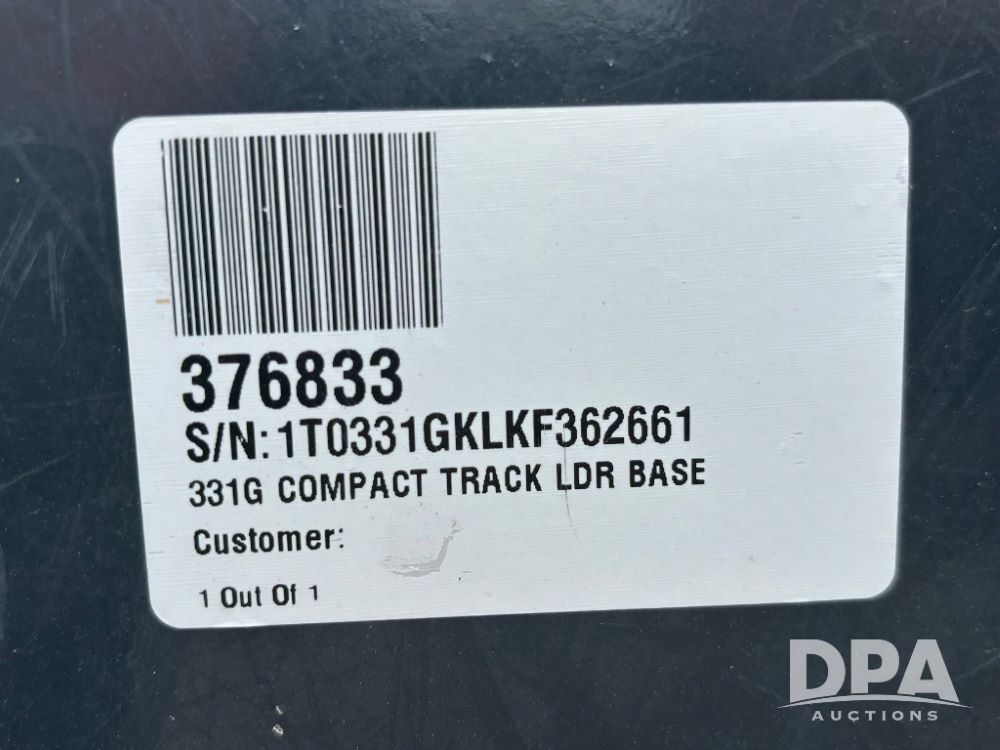 376833
S/N: 1T0331GKLKF362661
331G COMPACT TRACK LDR BASE
Customer:
1 Out Of 1
DPA
AUCTIONS